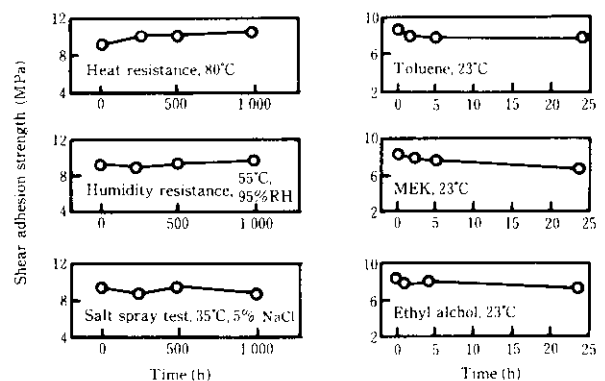 Shear adhesion strength (MPa)
12
8
4
Heat resistance, 80°C
0 500 1 000
12
8
4
Humidity resistance, 55°C,
95%RH
0 500 1 000
12
8
4
Salt spray test, 35°C, 5% NaCl
0 500 1 000
Time (h)
10
6
2
Toluene, 23°C
0 5 10 15 20 25
10
6
2
MEK, 23°C
0 5 10 15 20 25
10
6
2
Ethyl alchol, 23°C
0 5 10 15 20 25
Time (h)